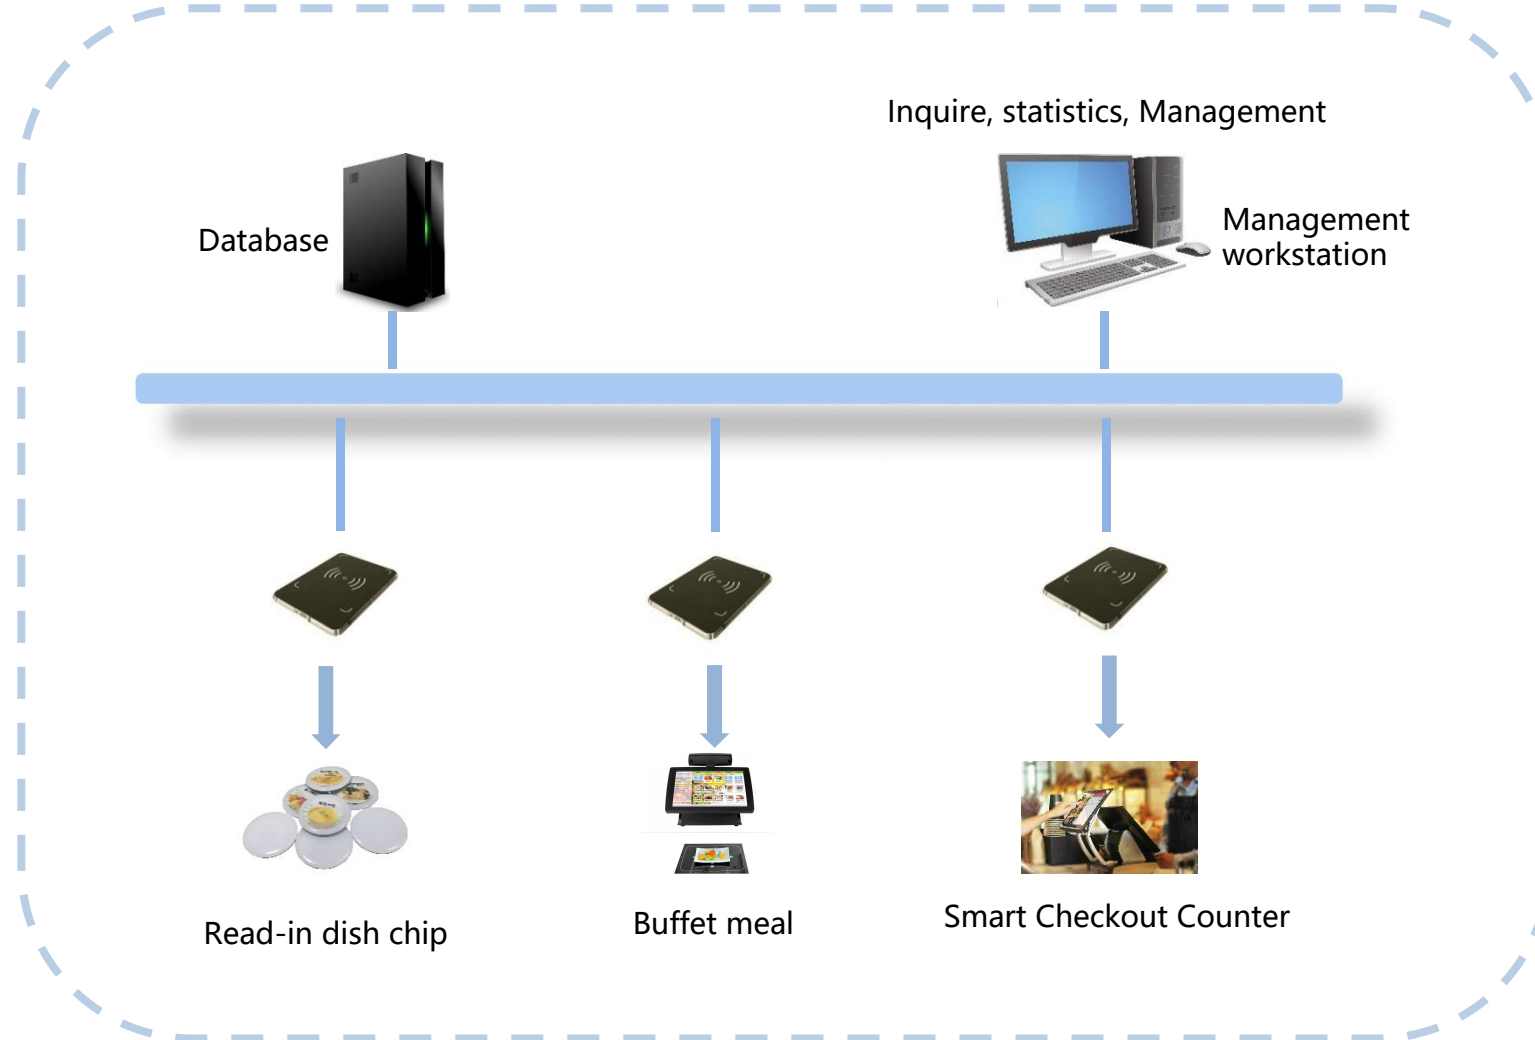 Inquire, statistics, Management
Database
Management
workstation
Read-in dish chip
Buffet meal
Smart Checkout Counter